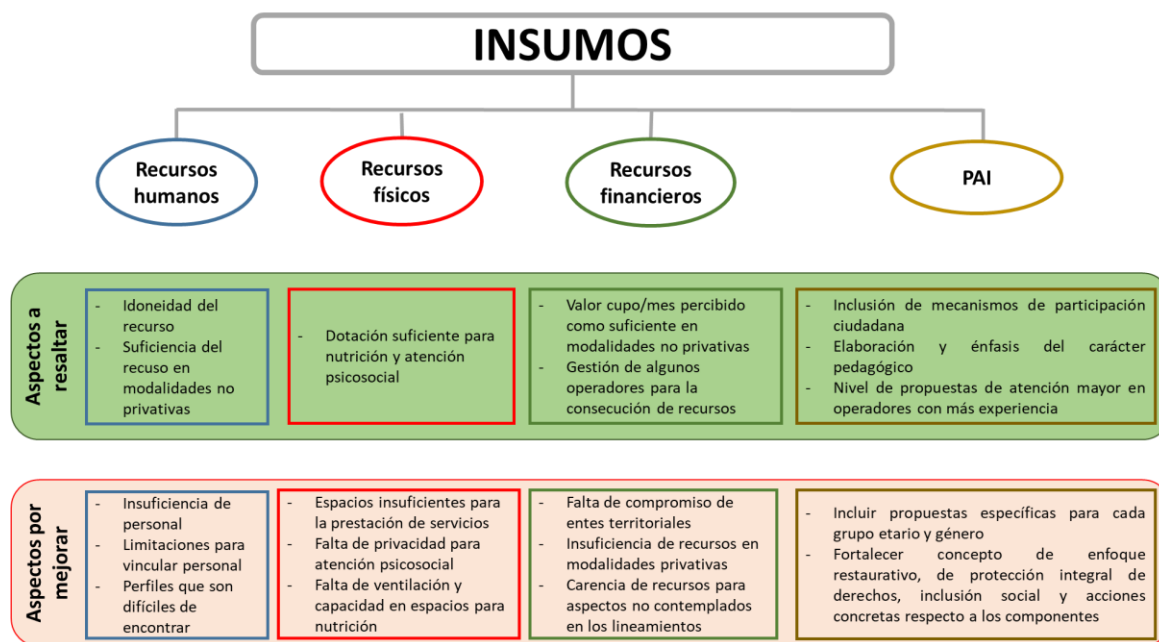 INSUMOS
Recursos
humanos
Recursos
físicos
Recursos
financieros
PAI
Aspectos a
resaltar
- Idoneidad del
recurso
- Suficiencia del
recuso en
modalidades no
privativas
- Dotación suficiente para
nutrición y atención
psicosocial
- Valor cupo/mes percibido
como suficiente en
modalidades no privativas
- Gestión de algunos
operadores para la
consecución de recursos
- Inclusión de mecanismos de participación
ciudadana
- Elaboración y énfasis del carácter
pedagógico
- Nivel de propuestas de atención mayor en
operadores con más experiencia
Aspectos por
mejorar
- Insuficiencia de
personal
- Limitaciones para
vincular personal
- Perfiles que son
difíciles de
encontrar
- Espacios insuficientes para
la prestación de servicios
- Falta de privacidad para
atención psicosocial
- Falta de ventilación y
capacidad en espacios para
nutrición
- Falta de compromiso de
entes territoriales
- Insuficiencia de recursos en
modalidades privativas
- Carencia de recursos para
aspectos no contemplados
en los lineamientos
- Incluir propuestas específicas para cada
grupo etario y género
- Fortalecer concepto de enfoque
restaurativo, de protección integral de
derechos, inclusión social y acciones
concretas respecto a los componentes